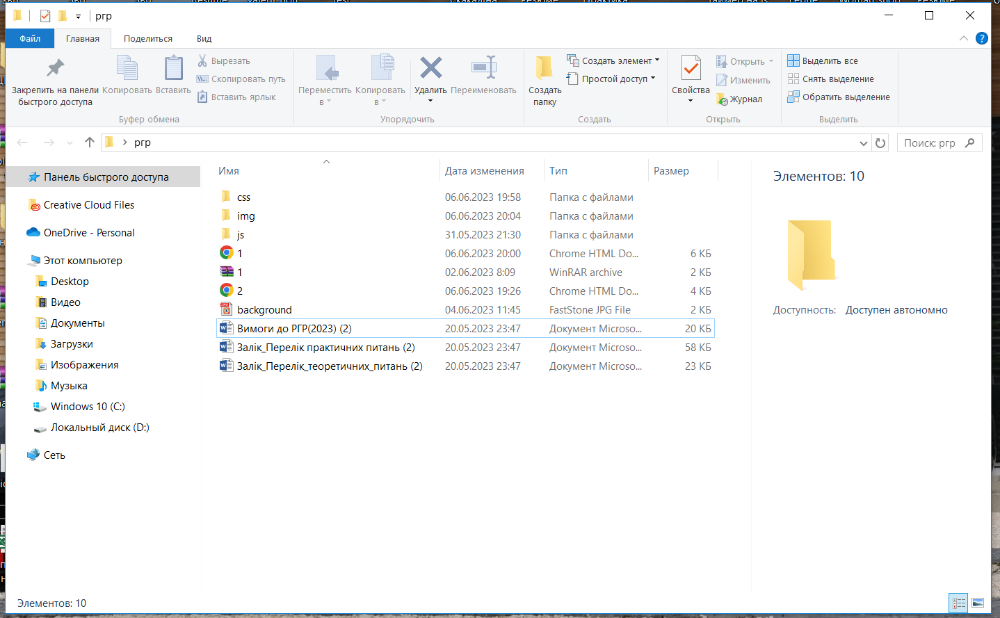 ргр
Файл
Главная
Поделиться
Вид
Закрепить на панели быстрого доступа
Копировать
Вставить
Вырезать
Скопировать путь
Вставить ярлык
Буфер обмена
Переместить в
Копировать в
Удалить
Переименовать
Упорядочить
Создать папку
Создать элемент
Простой доступ
Создать
Свойства
Открыть
Изменить
Журнал
Открыть
Выделить все
Снять выделение
Обратить выделение
Выделить
ргр
Поиск: ргр
Панель быстрого доступа
Creative Cloud Files
OneDrive - Personal
Этот компьютер
Desktop
Видео
Документы
Загрузки
Изображения
Музыка
Windows 10 (C:)
Локальный диск (D:)
Сеть
Имя Дата изменения Тип Размер
css 06.06.2023 19:58 Папка с файлами
img 06.06.2023 20:04 Папка с файлами
js 31.05.2023 21:30 Папка с файлами
1 06.06.2023 20:00 Chrome HTML Do... 6 КБ
1 02.06.2023 8:09 WinRAR archive 2 КБ
2 06.06.2023 19:26 Chrome HTML Do... 4 КБ
background 04.06.2023 11:45 FastStone JPG File 2 КБ
Вимоги до РГР(2023) (2) 20.05.2023 23:47 Документ Microso... 20 КБ
Залік_Перелік практичних питань (2) 20.05.2023 23:47 Документ Microso... 58 КБ
Залік_Перелік_теоретичних_питань (2) 20.05.2023 23:47 Документ Microso... 23 КБ
Элементов: 10
Доступность: Доступен автономно
Элементов: 10